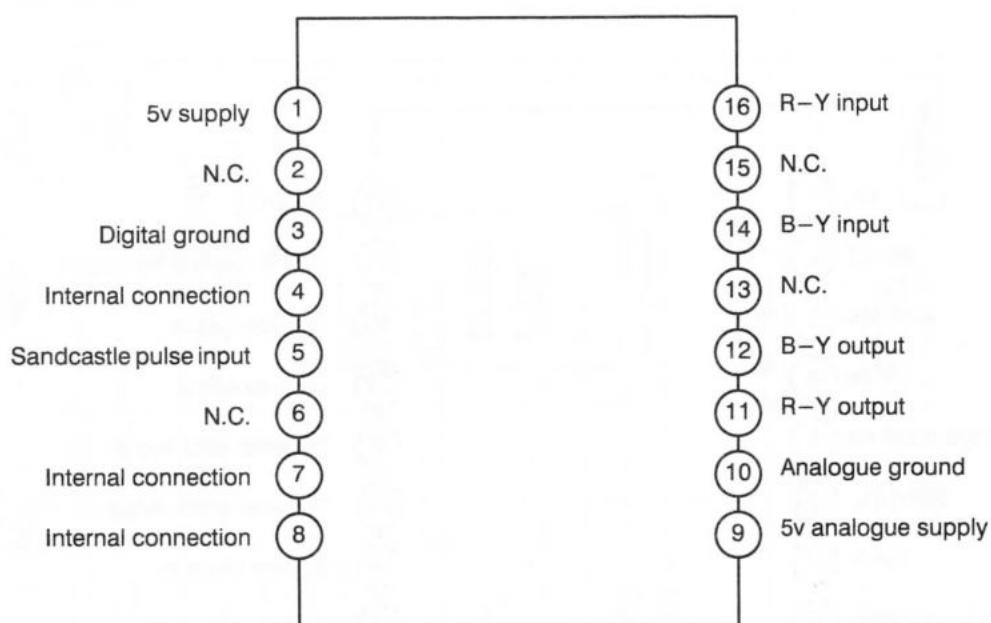 5v supply 1
N.C. 2
Digital ground 3
Internal connection 4
Sandcastle pulse input 5
N.C. 6
Internal connection 7
Internal connection 8
16 R–Y input
15 N.C.
14 B–Y input
13 N.C.
12 B–Y output
11 R–Y output
10 Analogue ground
9 5v analogue supply